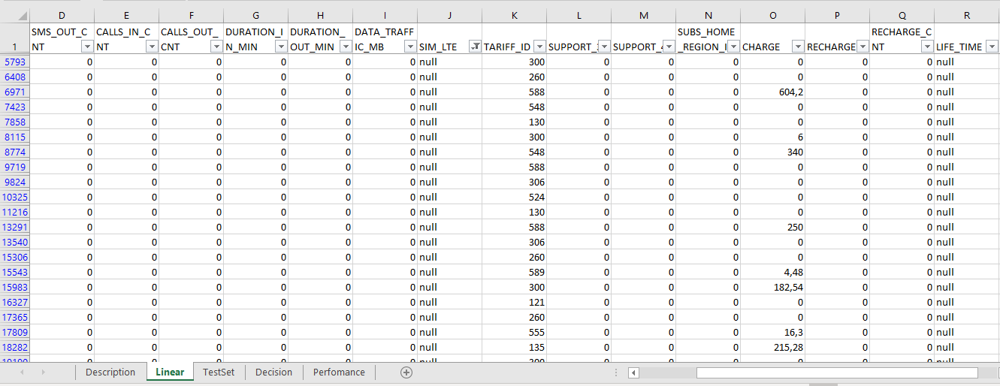 D E F G H I J K L M N O P Q R
SMS_OUT_C CALLS_IN_C CALLS_OUT_ DURATION_I DURATION_ DATA_TRAFF SUBS_HOME RECHARGE_C
1 NT NT CNT N_MIN OUT_MIN IC_MB SIM_LTE TARIFF_ID SUPPORT_ SUPPORT_ _REGION_I CHARGE RECHARGE NT LIFE_TIME
5793 0 0 0 0 0 0 null 300 0 0 0 0 0 0 null
6408 0 0 0 0 0 0 null 260 0 0 0 0 0 0 null
6971 0 0 0 0 0 0 null 588 0 0 0 604,2 0 0 null
7423 0 0 0 0 0 0 null 548 0 0 0 0 0 0 null
7858 0 0 0 0 0 0 null 130 0 0 0 0 0 0 null
8115 0 0 0 0 0 0 null 300 0 0 0 6 0 0 null
8774 0 0 0 0 0 0 null 548 0 0 0 340 0 0 null
9719 0 0 0 0 0 0 null 588 0 0 0 0 0 0 null
9824 0 0 0 0 0 0 null 306 0 0 0 0 0 0 null
10325 0 0 0 0 0 0 null 524 0 0 0 0 0 0 null
11216 0 0 0 0 0 0 null 130 0 0 0 0 0 0 null
13291 0 0 0 0 0 0 null 588 0 0 0 250 0 0 null
13540 0 0 0 0 0 0 null 306 0 0 0 0 0 0 null
15306 0 0 0 0 0 0 null 260 0 0 0 0 0 0 null
15543 0 0 0 0 0 0 null 589 0 0 0 4,48 0 0 null
15983 0 0 0 0 0 0 null 300 0 0 0 182,54 0 0 null
16327 0 0 0 0 0 0 null 121 0 0 0 0 0 0 null
17365 0 0 0 0 0 0 null 260 0 0 0 0 0 0 null
17809 0 0 0 0 0 0 null 555 0 0 0 16,3 0 0 null
18282 0 0 0 0 0 0 null 135 0 0 0 215,28 0 0 null
Description Linear TestSet Decision Perfomance